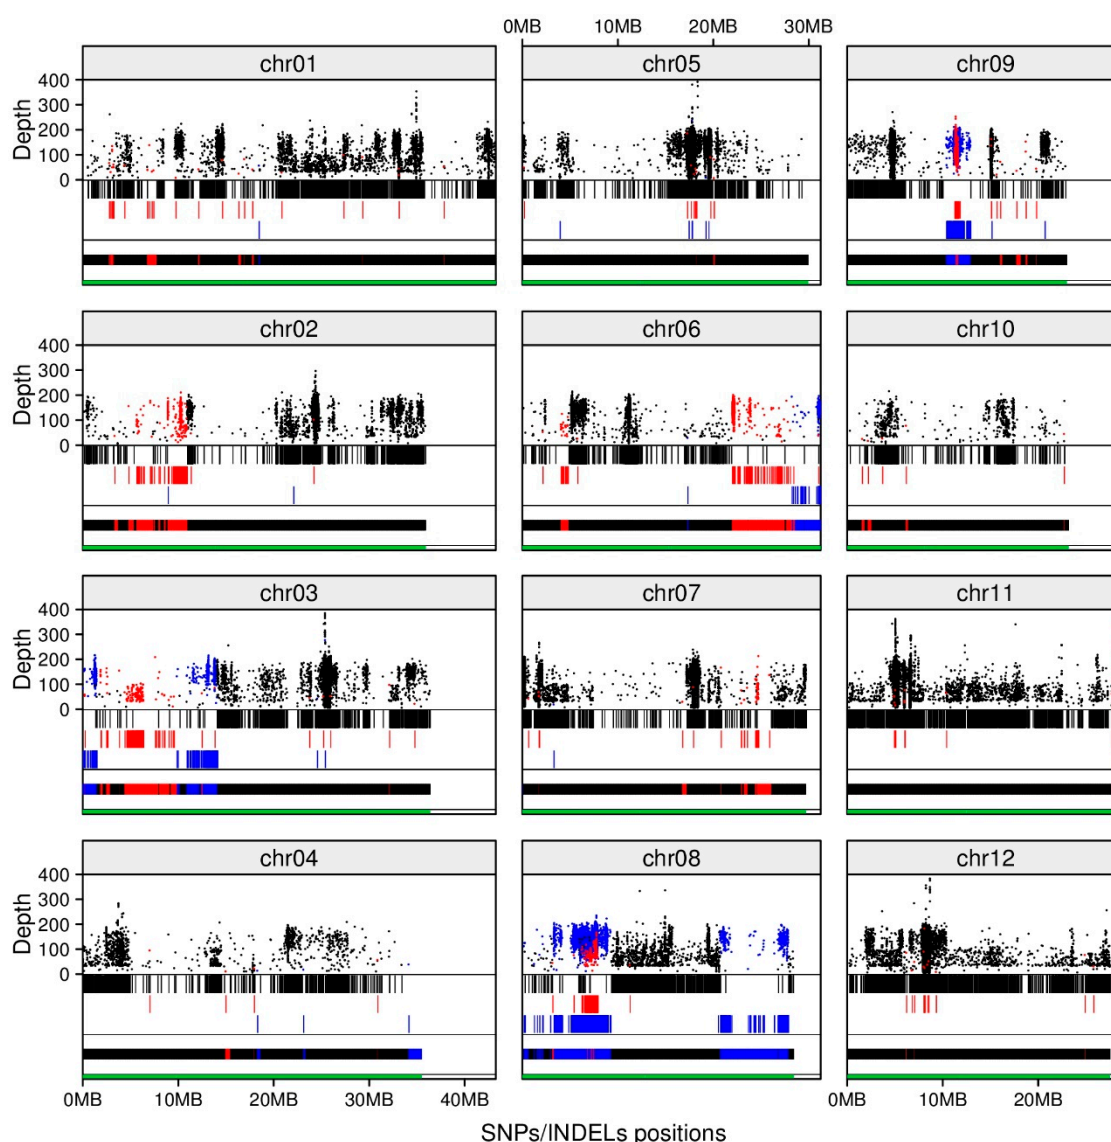 0MB 10MB 20MB 30MB
chr01 chr05 chr09
Depth
400
300
200
100
0
chr02 chr06 chr10
Depth
400
300
200
100
0
chr03 chr07 chr11
Depth
400
300
200
100
0
chr04 chr08 chr12
Depth
400
300
200
100
0
0MB 10MB 20MB 30MB 40MB 0MB 10MB 20MB
SNPs/INDELs positions